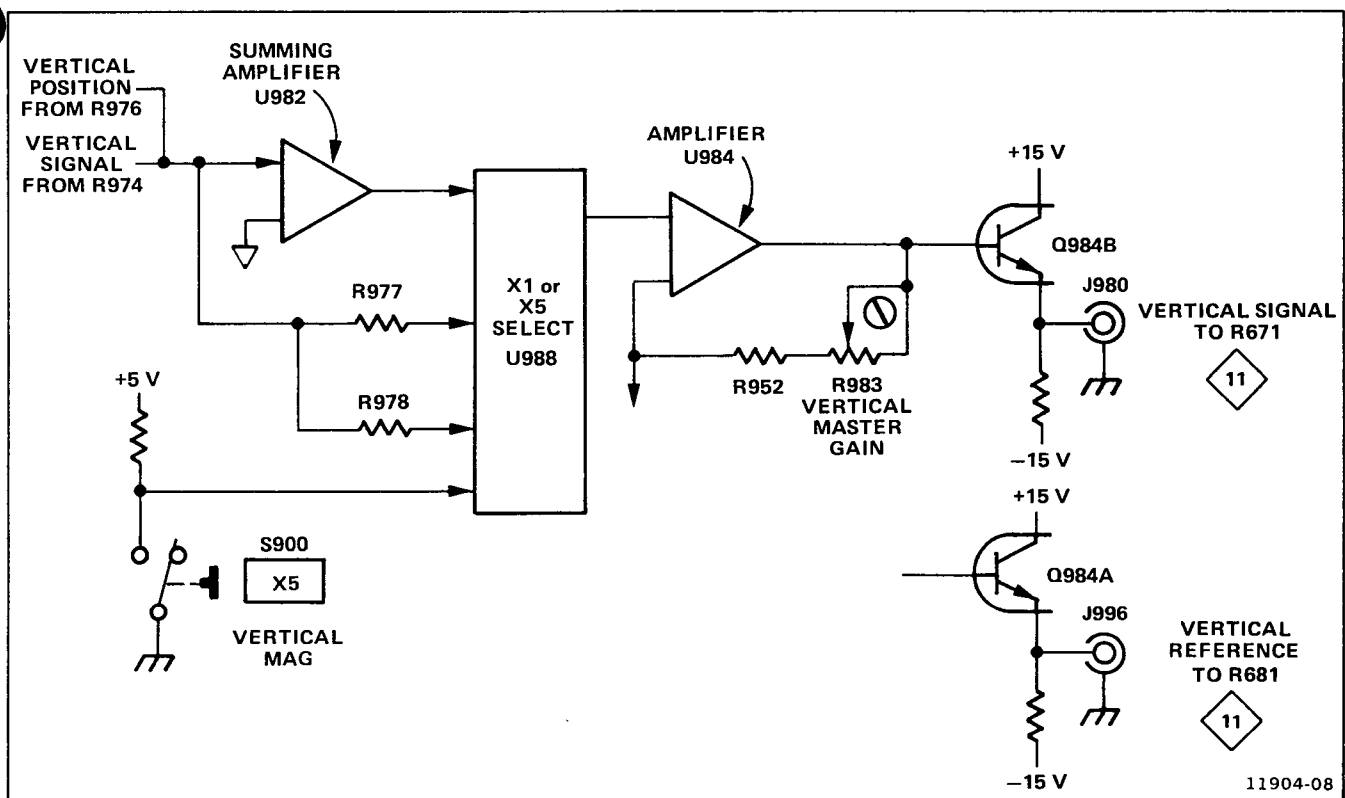 VERTICAL
POSITION
FROM R976
VERTICAL
SIGNAL
FROM R974
SUMMING
AMPLIFIER
U982
R977
R978
+5 V
S900
X5
VERTICAL
MAG
X1 or
X5
SELECT
U988
AMPLIFIER
U984
R952
R983
VERTICAL
MASTER
GAIN
+15 V
Q984B
J980
VERTICAL SIGNAL
TO R671
11
−15 V
+15 V
Q984A
J996
VERTICAL
REFERENCE
TO R681
11
−15 V
11904-08